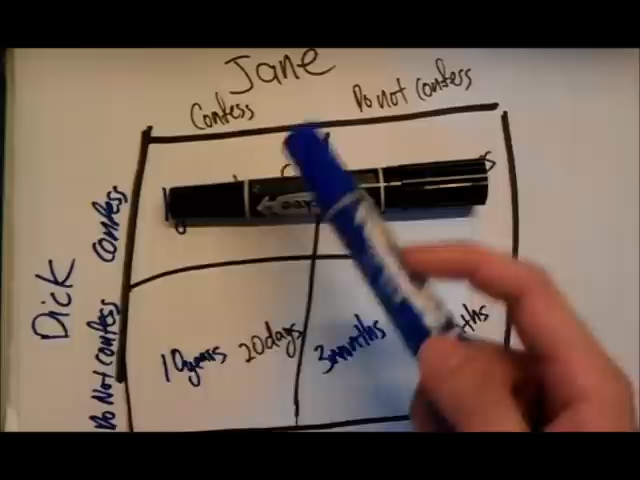 Jane
Confess Do not confess
Dick
Confess
Do Not Confess
10years 20days 3months